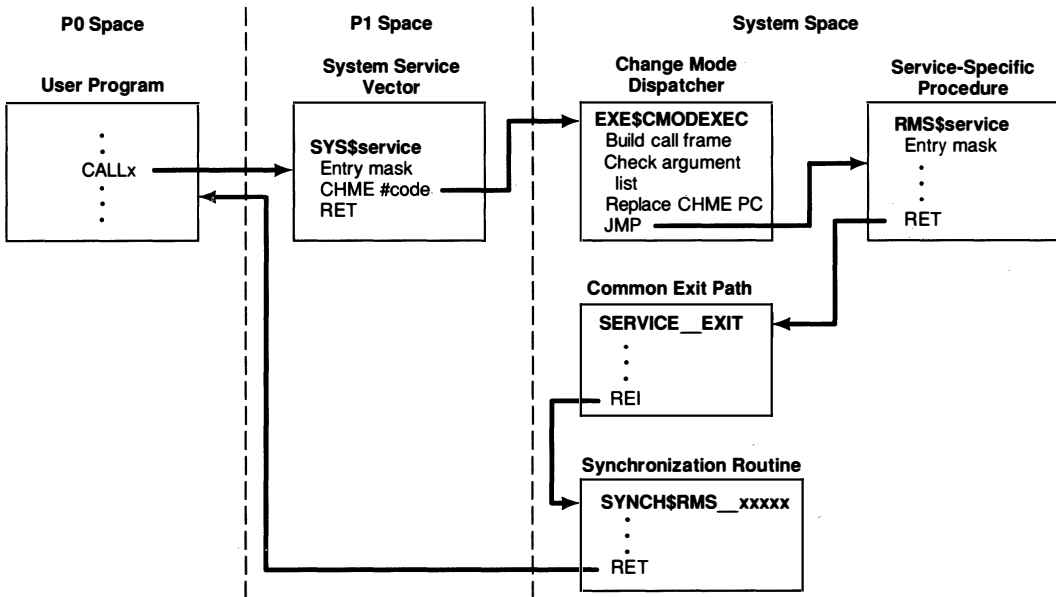 P0 Space
P1 Space
System Space
User Program
CALLx
System Service
Vector
SYS$service
Entry mask
CHME #code
RET
Change Mode
Dispatcher
EXE$CMODEXEC
Build call frame
Check argument
list
Replace CHME PC
JMP
Service-Specific
Procedure
RMS$service
Entry mask
RET
Common Exit Path
SERVICE__EXIT
REI
Synchronization Routine
SYNCH$RMS__xxxxx
RET